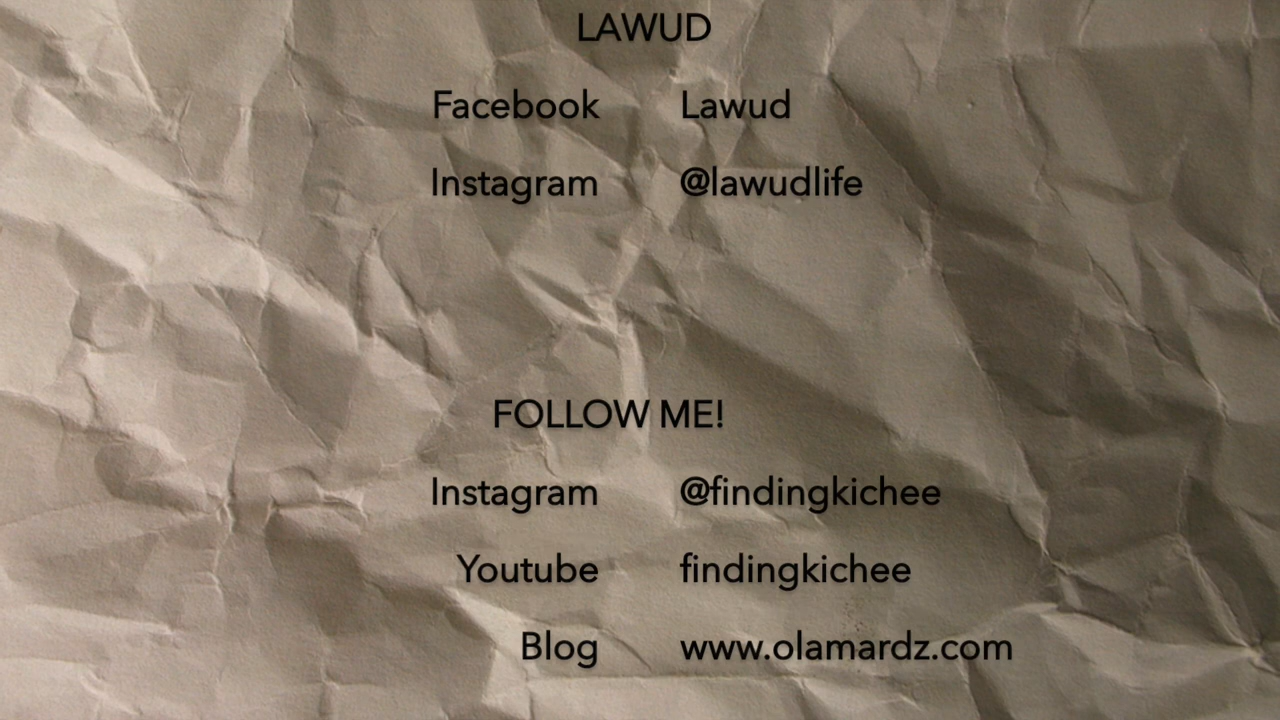 LAWUD
Facebook Lawud
Instagram @lawudlife
FOLLOW ME!
Instagram @findingkichee
Youtube findingkichee
Blog www.olamardz.com